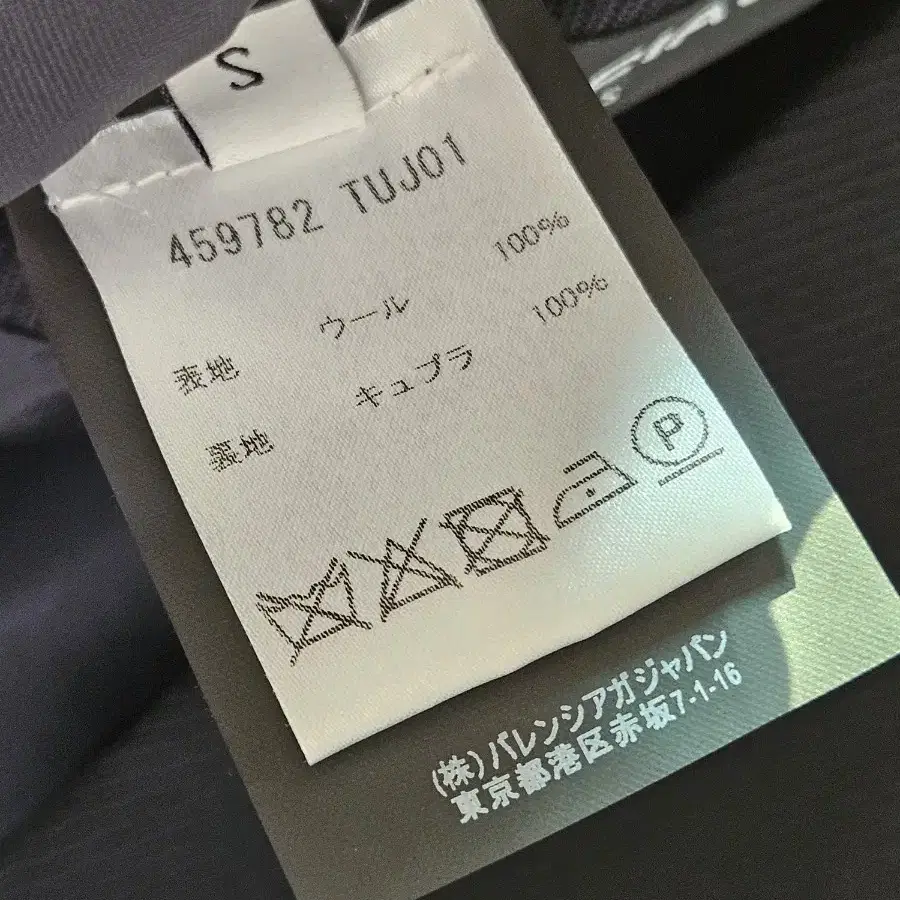 S
459782 TUJ01
表地 ウール 100%
裏地 キュプラ 100%
P
(株)バレンシアガジャパン
東京都港区赤坂7-1-16